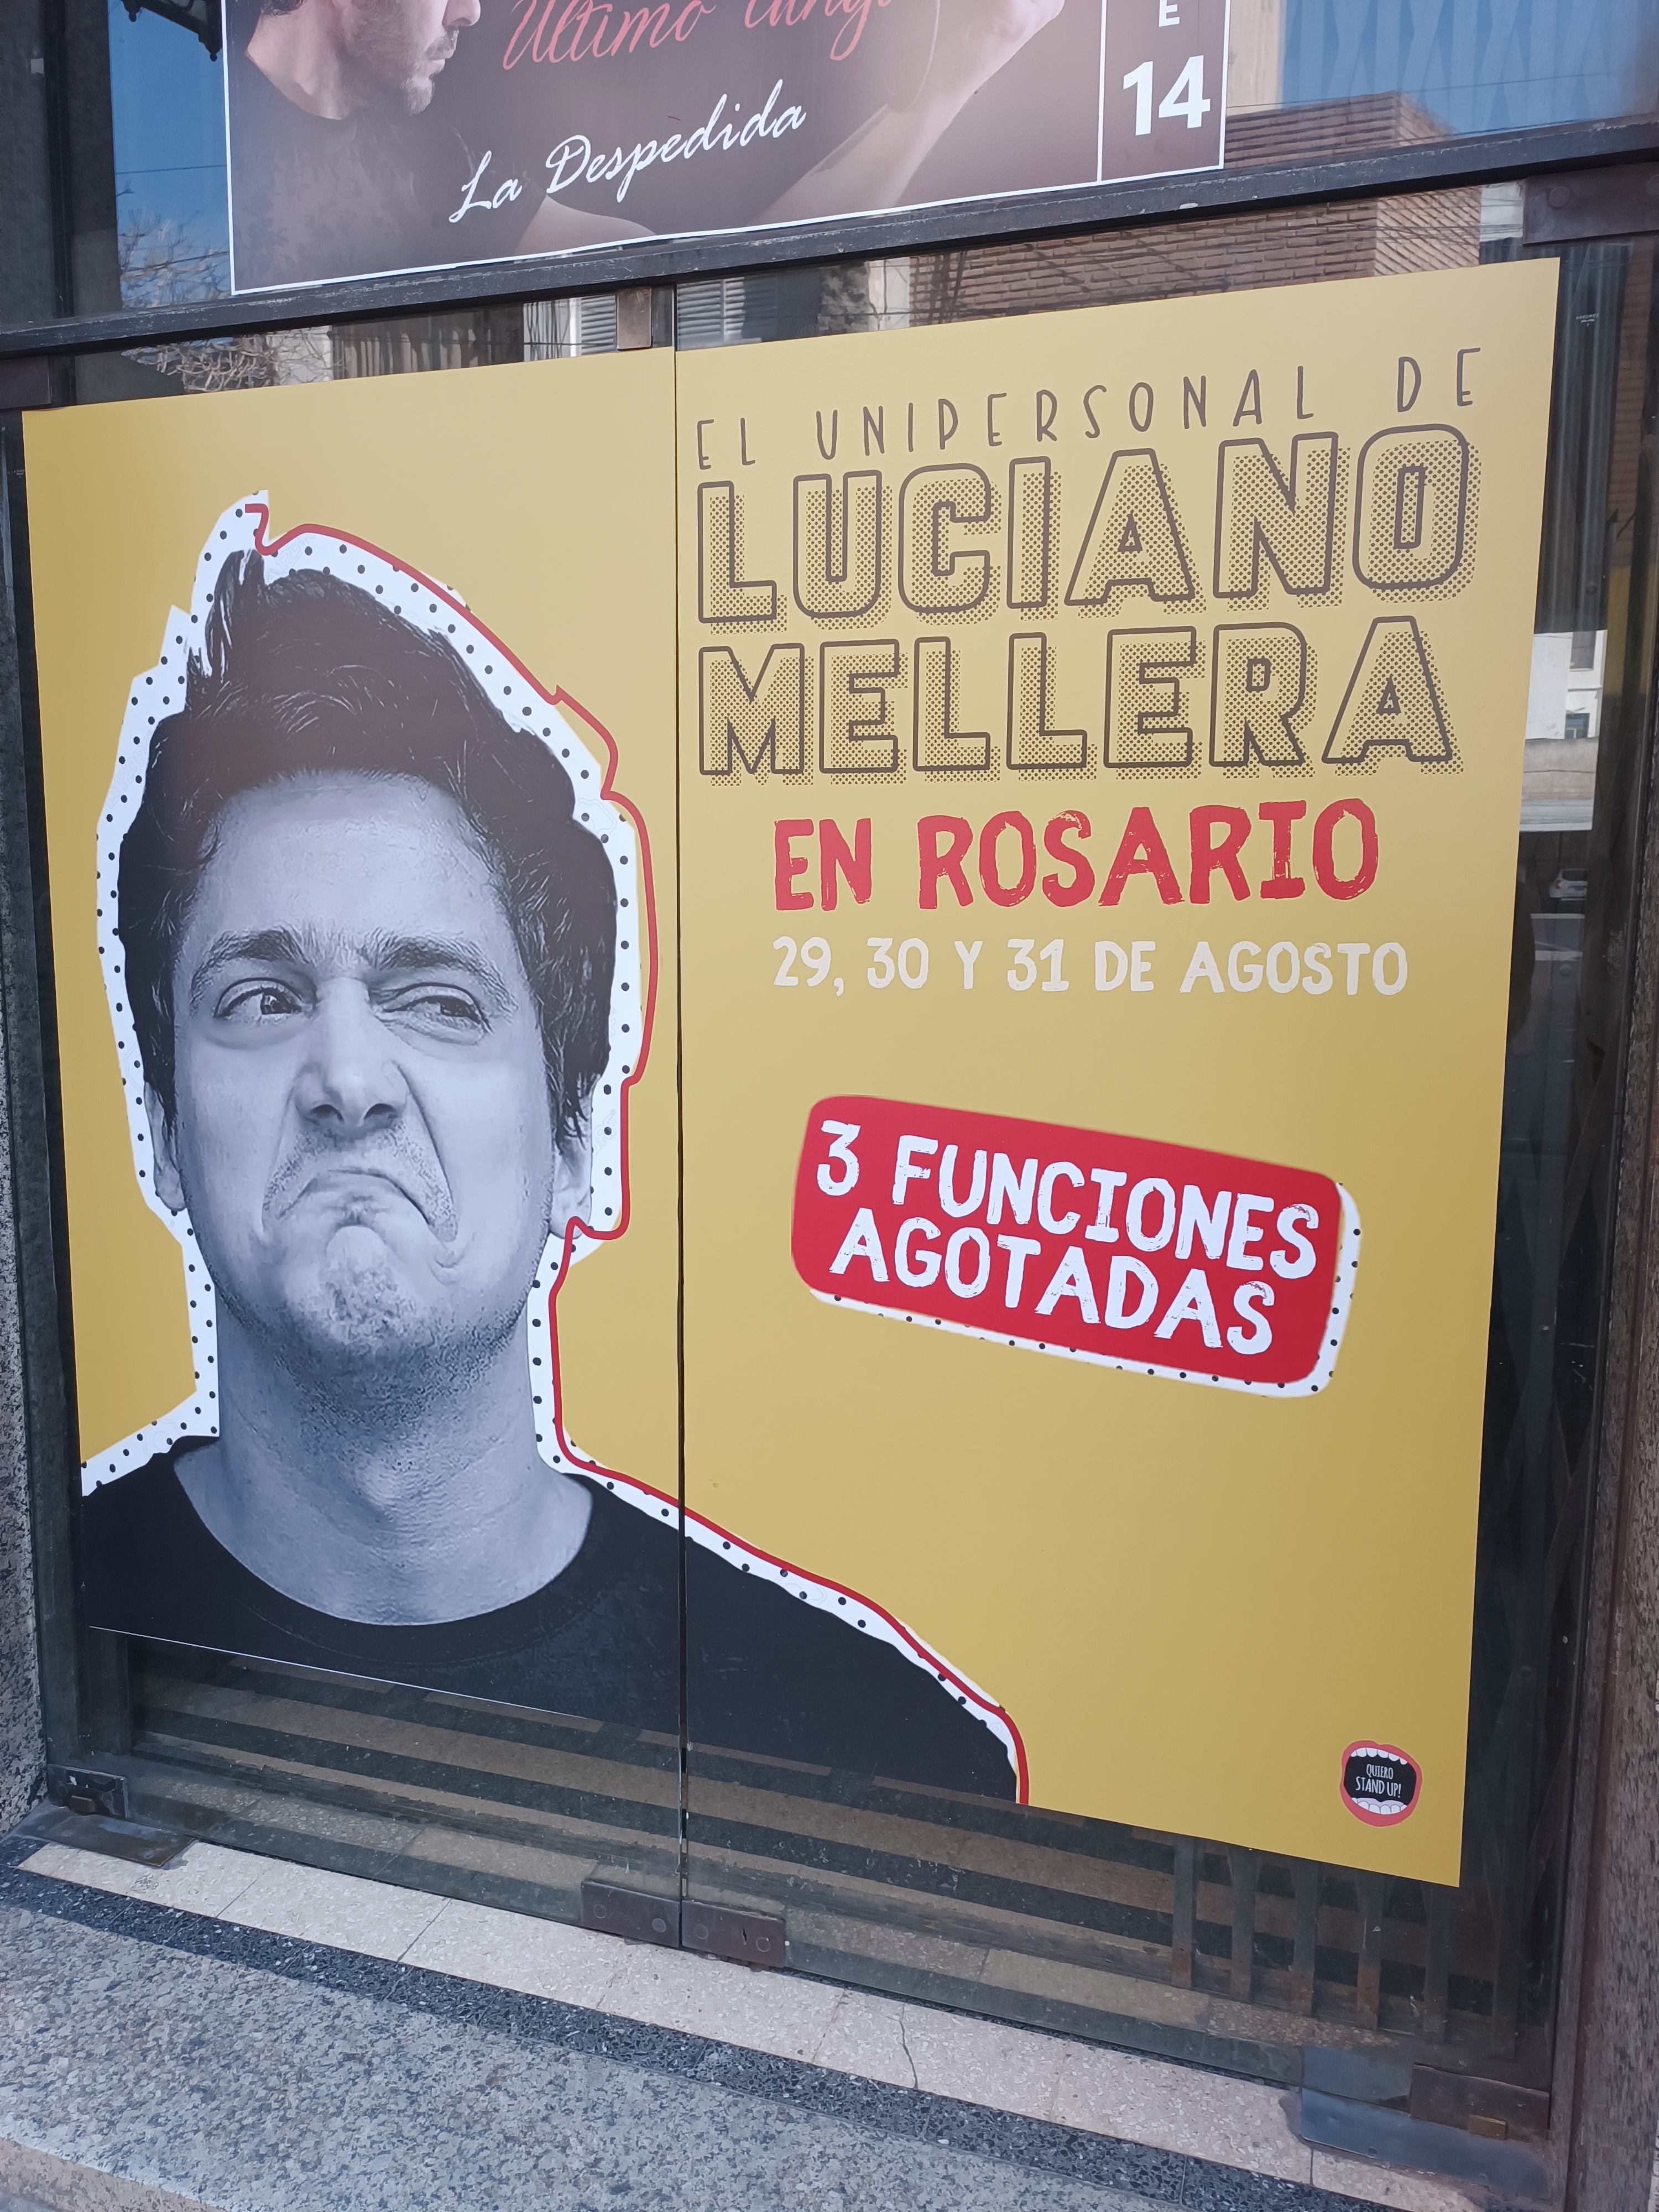 Último tango
La Despedida
E
14
EL UNIPERSONAL DE
LUCIANO
MELLERA
EN ROSARIO
29, 30 Y 31 DE AGOSTO
3 FUNCIONES
AGOTADAS
QUIERO
STAND UP!